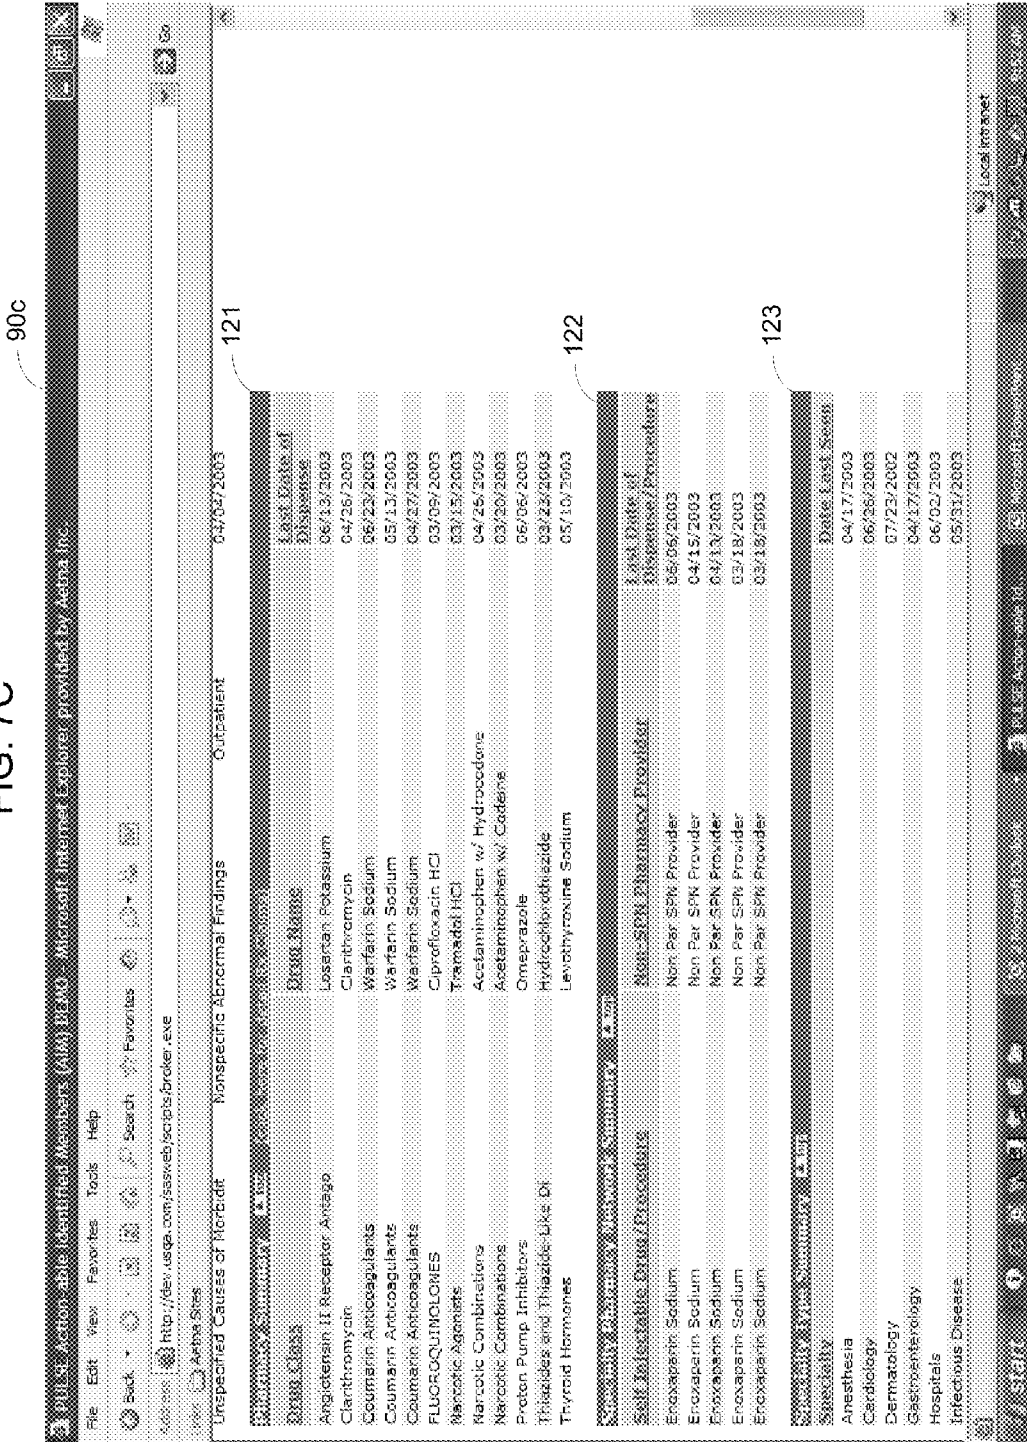 FIG. 7C
90c
PULSE Action-able Identified Members (AIM) DEMO - Microsoft Internet Explorer provided by Aetna Inc.
File Edit View Favorites Tools Help
Back Search Favorites
Address http://dev.usqa.com/sasweb/scripts/broker.exe Go
Aetna Sites
Unspecified Causes of Morbidit Nonspecific Abnormal Findings Outpatient 04/04/2003
121
Summary ▲ top
Drug Class Drug Name Last Date of Dispense
Angiotensin II Receptor Antago Losartan Potassium 06/13/2003
Clarithromycin Clarithromycin 04/26/2003
Coumarin Anticoagulants Warfarin Sodium 06/23/2003
Coumarin Anticoagulants Warfarin Sodium 05/13/2003
Coumarin Anticoagulants Warfarin Sodium 04/27/2003
FLUOROQUINOLONES Ciprofloxacin HCl 03/09/2003
Narcotic Agonists Tramadol HCl 03/15/2003
Narcotic Combinations Acetaminophen w/ Hydrocodone 04/26/2003
Narcotic Combinations Acetaminophen w/ Codeine 03/20/2003
Proton Pump Inhibitors Omeprazole 06/06/2003
Thiazides and Thiazide-Like Di Hydrochlorothiazide 03/23/2003
Thyroid Hormones Levothyroxine Sodium 05/10/2003
122
Specialty Pharmacy Network Summary ▲ top
Self Injectable Drug/Procedure Non-SPN Pharmacy Provider Last Date of Dispense/Procedure
Enoxaparin Sodium Non Par SPN Provider 06/06/2003
Enoxaparin Sodium Non Par SPN Provider 04/15/2003
Enoxaparin Sodium Non Par SPN Provider 04/13/2003
Enoxaparin Sodium Non Par SPN Provider 03/18/2003
Enoxaparin Sodium Non Par SPN Provider 03/18/2003
123
Specialty Visit Summary ▲ top
Specialty Date Last Seen
Anesthesia 04/17/2003
Cardiology 06/26/2003
Dermatology 07/23/2002
Gastroenterology 04/17/2003
Hospitals 06/02/2003
Infectious Disease 05/31/2003
Local intranet
start PULSE Action-able Id...